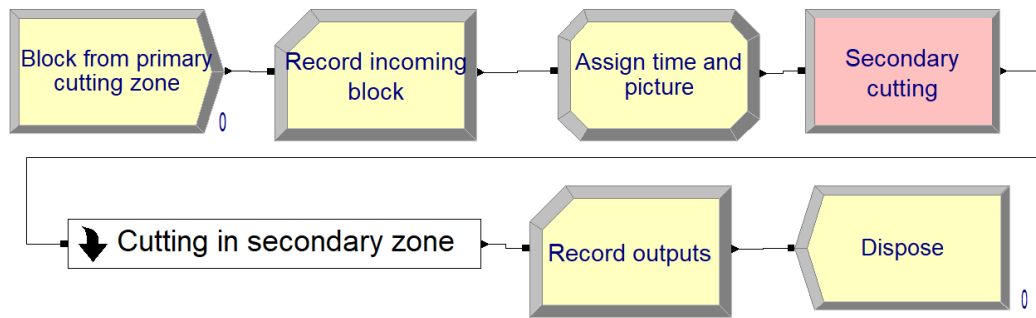 Block from primary
cutting zone
0
Record incoming
block
Assign time and
picture
Secondary
cutting
Cutting in secondary zone
Record outputs
Dispose
0